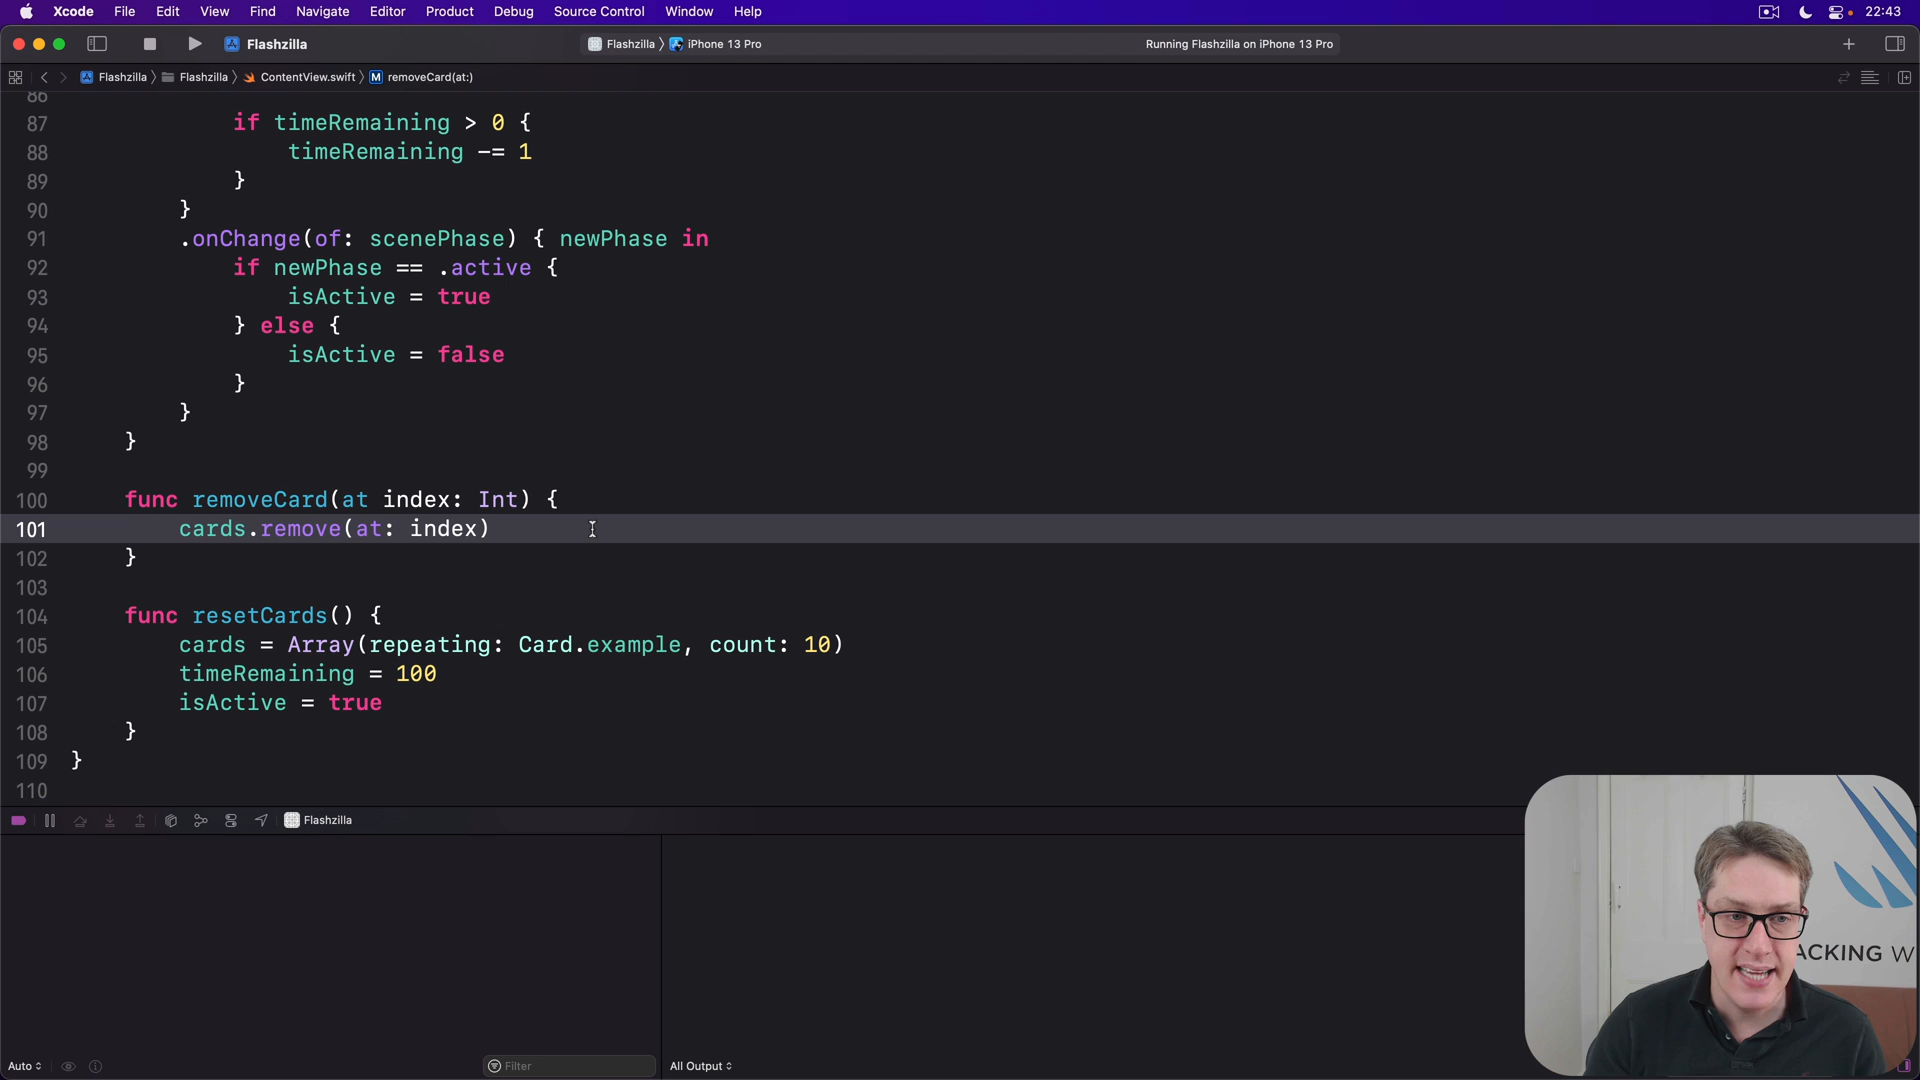 Xcode File Edit View Find Navigate Editor Product Debug Source Control Window Help 22:43
Flashzilla Flashzilla iPhone 13 Pro Running Flashzilla on iPhone 13 Pro
Flashzilla Flashzilla ContentView.swift M removeCard(at:)
86
87 if timeRemaining > 0 {
88 timeRemaining -= 1
89 }
90 }
91 .onChange(of: scenePhase) { newPhase in
92 if newPhase == .active {
93 isActive = true
94 } else {
95 isActive = false
96 }
97 }
98 }
99
100 func removeCard(at index: Int) {
101 cards.remove(at: index)
102 }
103
104 func resetCards() {
105 cards = Array(repeating: Card.example, count: 10)
106 timeRemaining = 100
107 isActive = true
108 }
109 }
110
Flashzilla
ACKING W
Auto Filter All Output